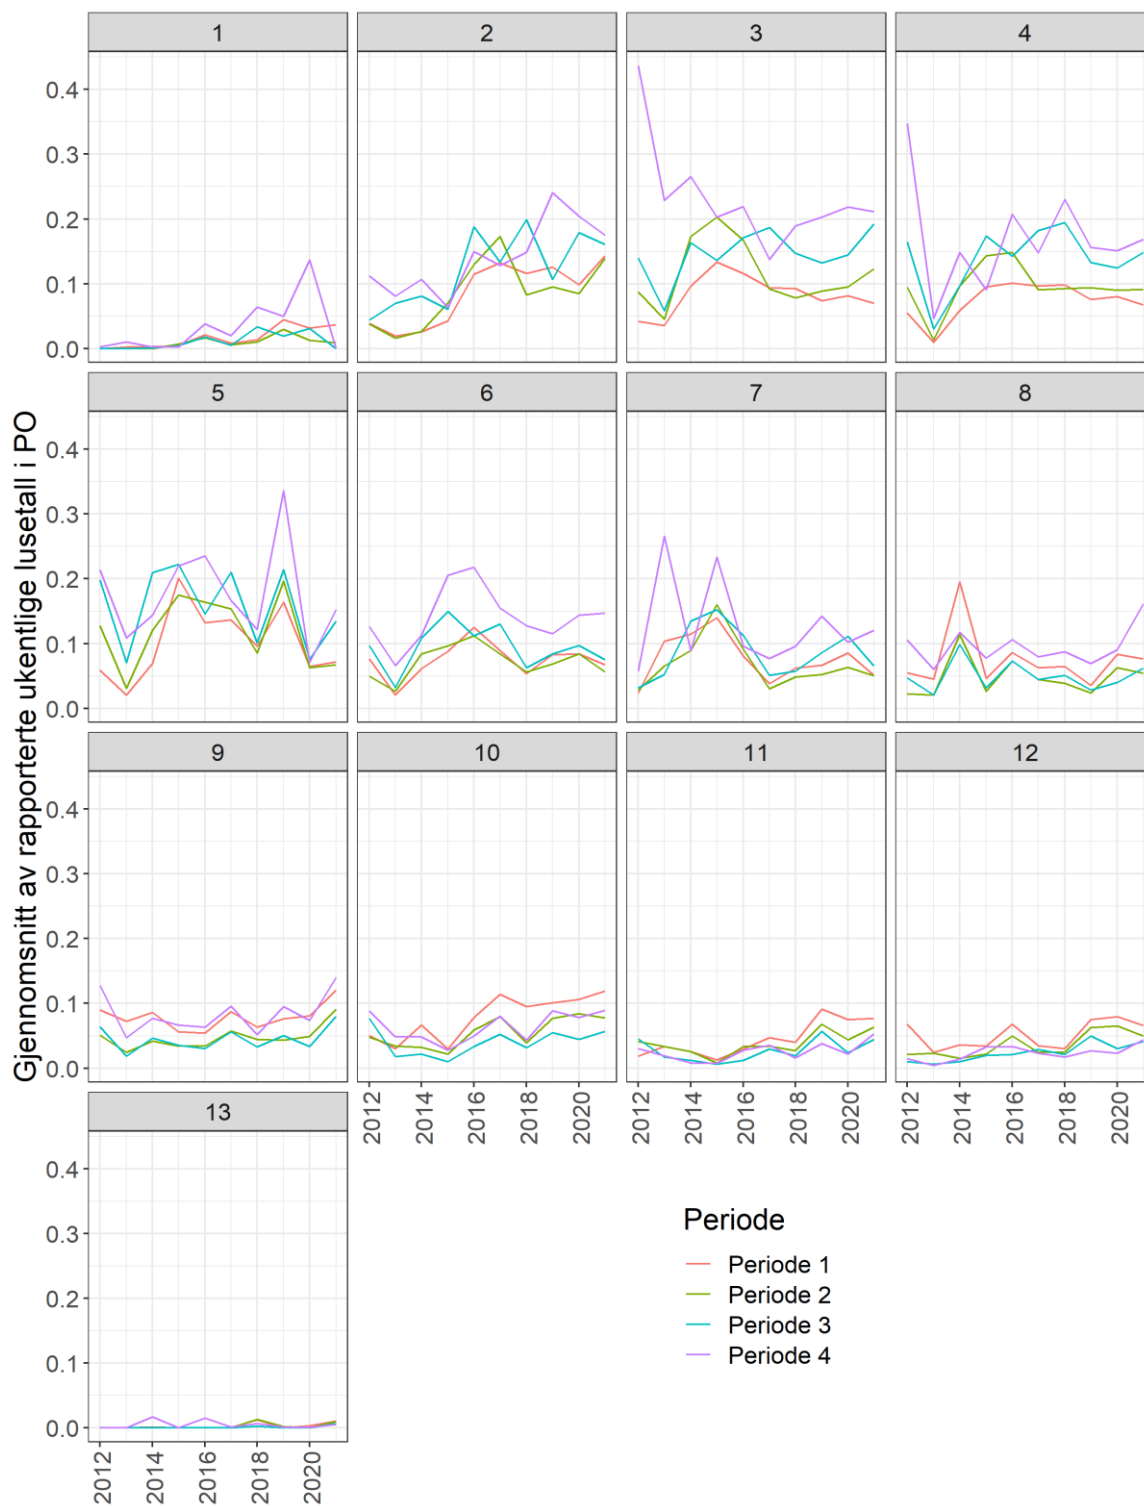 1 2 3 4
0.4
0.3
0.2
0.1
0.0
5 6 7 8
0.4
0.3
0.2
0.1
0.0
9 10 11 12
0.4
0.3
0.2
0.1
0.0
2012 2014 2016 2018 2020 2012 2014 2016 2018 2020 2012 2014 2016 2018 2020
13
0.4
0.3
0.2
0.1
0.0
2012 2014 2016 2018 2020
Gjennomsnitt av rapporterte ukentlige lusetall i PO
Periode
Periode 1
Periode 2
Periode 3
Periode 4